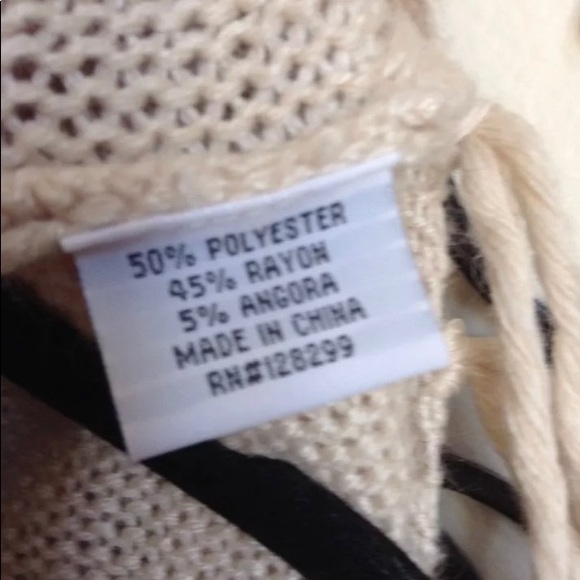 50% POLYESTER
45% RAYON
5% ANGORA
MADE IN CHINA
RN#128299